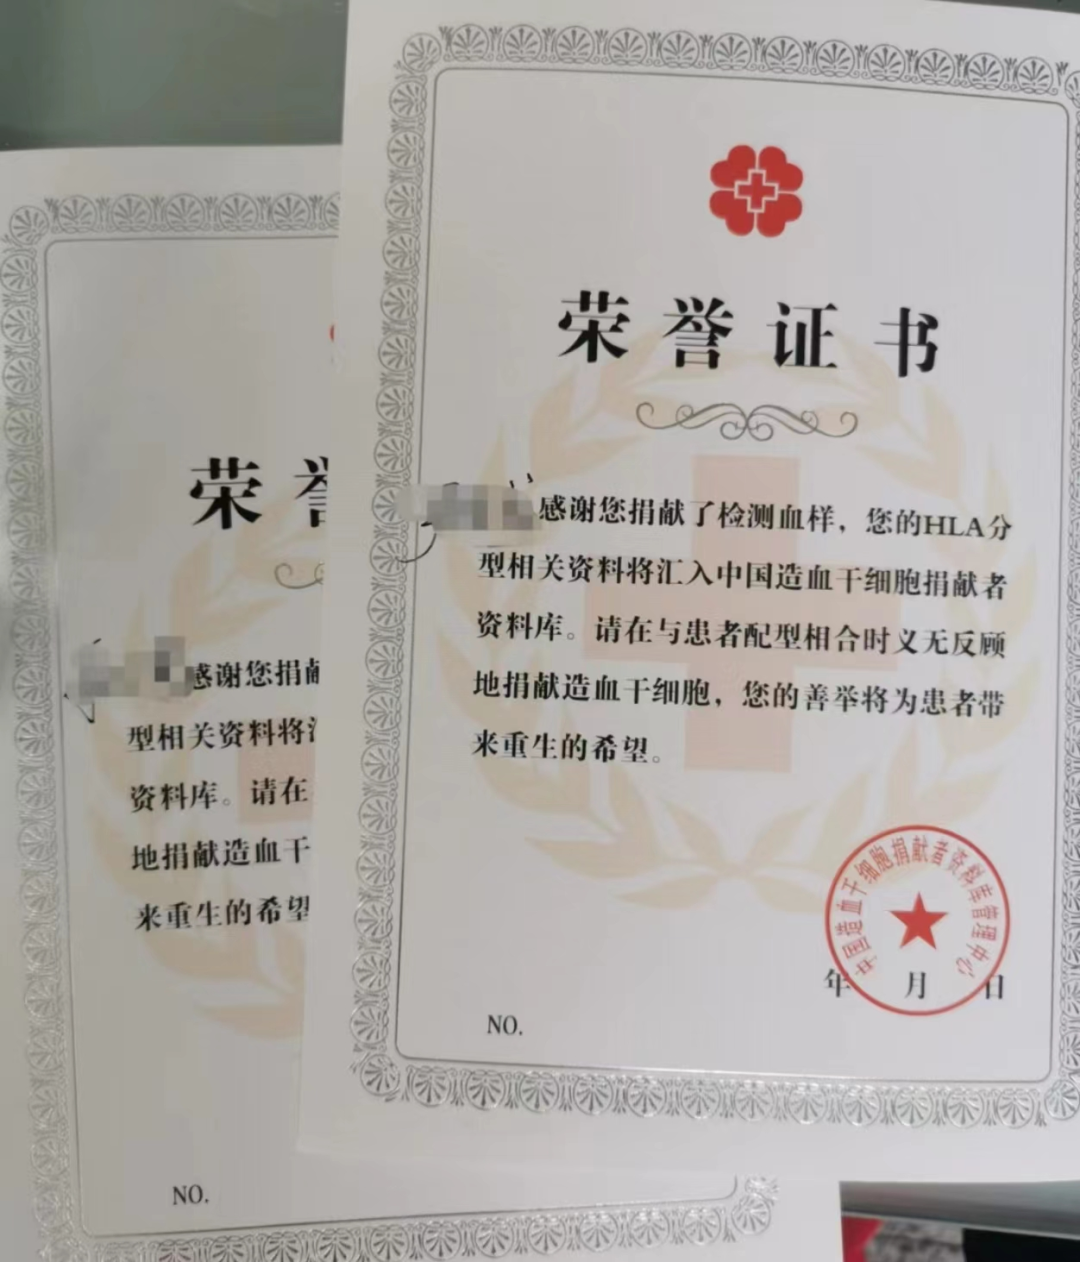 荣誉证书
感谢您捐献了检测血样，您的HLA分
型相关资料将汇入中国造血干细胞捐献者
资料库。请在与患者配型相合时义无反顾
地捐献造血干细胞，您的善举将为患者带
来重生的希望。
中国造血干细胞捐献者资料库管理中心
年 月 日
NO.
荣誉
感谢您捐献
型相关资料将汇
资料库。请在
地捐献造血干
来重生的希望
NO.